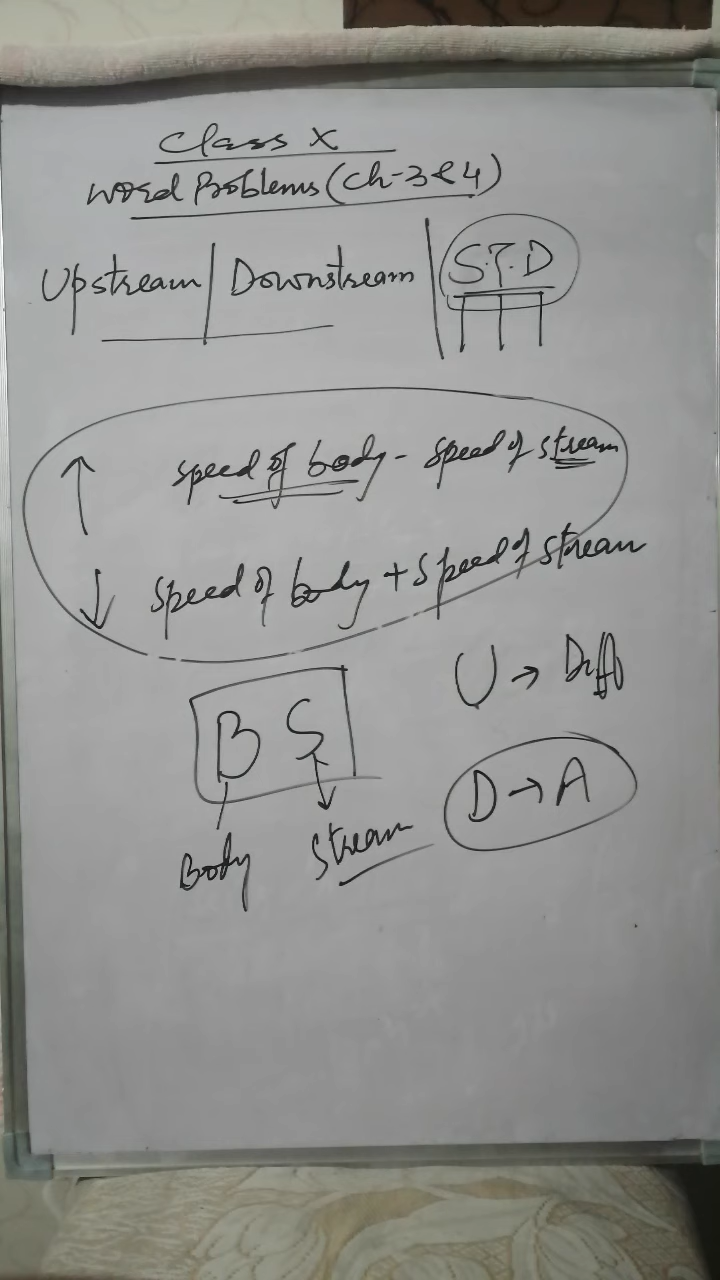 Class X
Word Problems (Ch-3 & 4)
Upstream | Downstream | S.T.D
↑ speed of body - speed of stream
↓ speed of body + speed of stream
U → Diff
B S
D → A
Body Stream